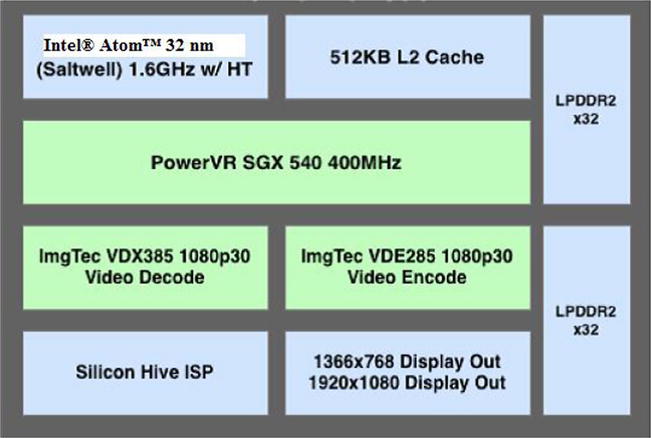 Intel® Atom™ 32 nm
(Saltwell) 1.6GHz w/ HT
512KB L2 Cache
LPDDR2
x32
PowerVR SGX 540 400MHz
ImgTec VDX385 1080p30
Video Decode
ImgTec VDE285 1080p30
Video Encode
LPDDR2
x32
Silicon Hive ISP
1366x768 Display Out
1920x1080 Display Out